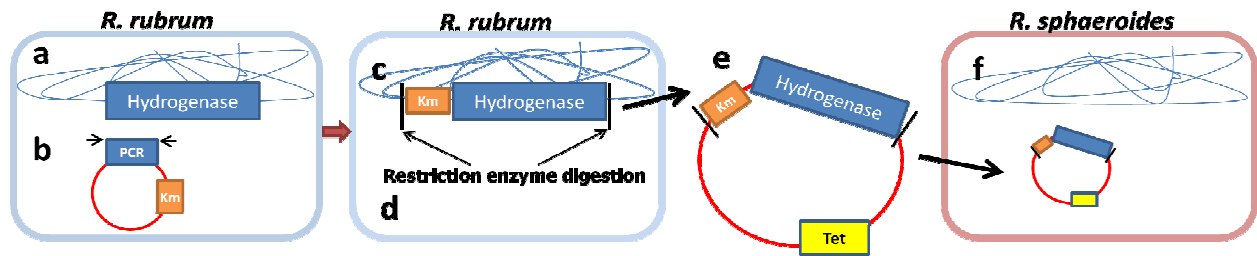 R. rubrum
a
Hydrogenase
b
PCR
Km
R. rubrum
c
Km
Hydrogenase
Restriction enzyme digestion
d
e
Km
Hydrogenase
Tet
R. sphaeroides
f